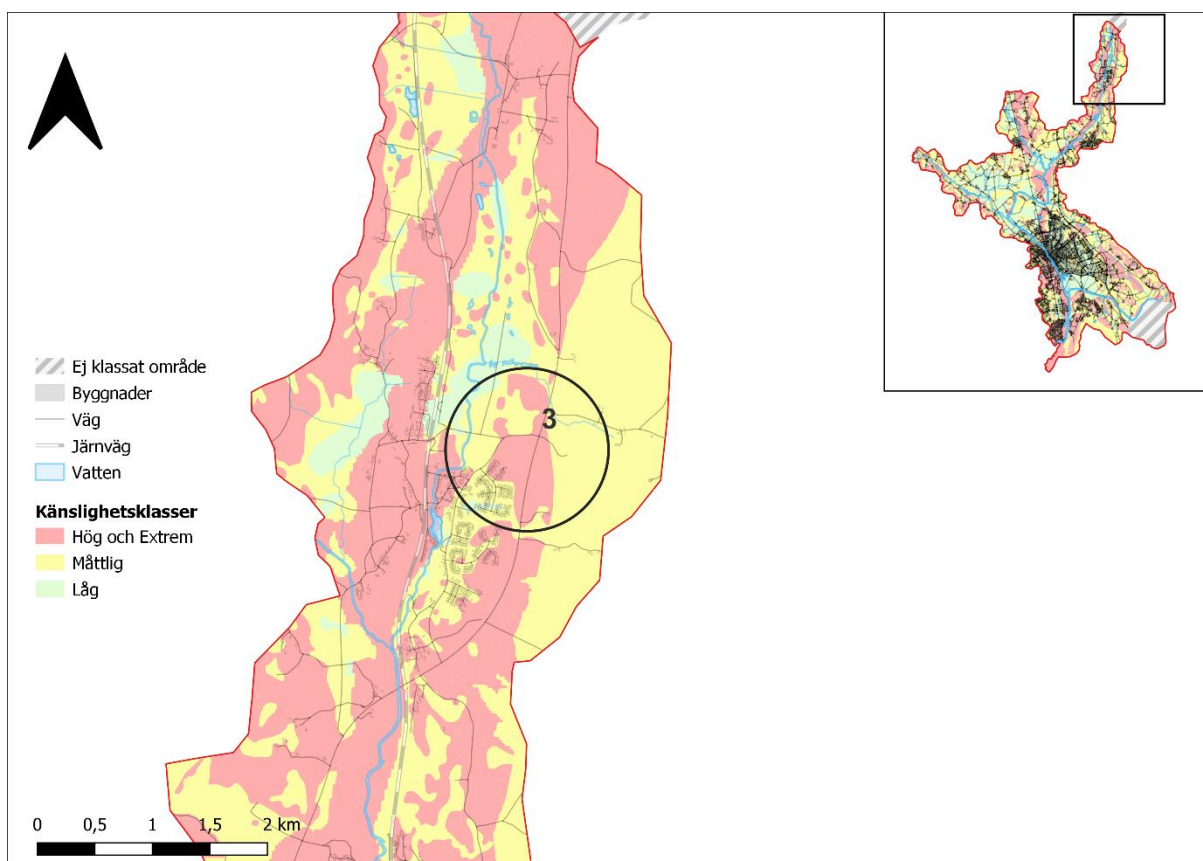 3
Ej klassat område
Byggnader
Väg
Järnväg
Vatten
Känslighetsklasser
Hög och Extrem
Måttlig
Låg
0 0,5 1 1,5 2 km